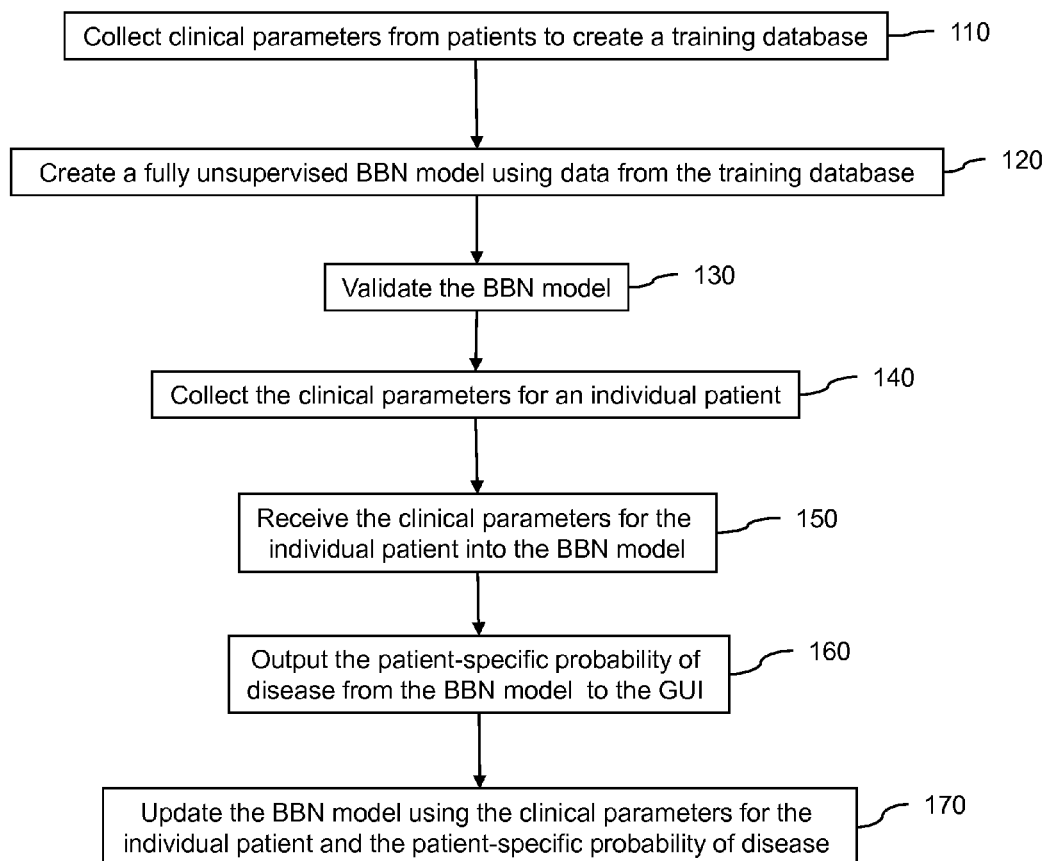 Collect clinical parameters from patients to create a training database
110
Create a fully unsupervised BBN model using data from the training database
120
Validate the BBN model
130
Collect the clinical parameters for an individual patient
140
Receive the clinical parameters for the
individual patient into the BBN model
150
Output the patient-specific probability of
disease from the BBN model to the GUI
160
Update the BBN model using the clinical parameters for the
individual patient and the patient-specific probability of disease
170